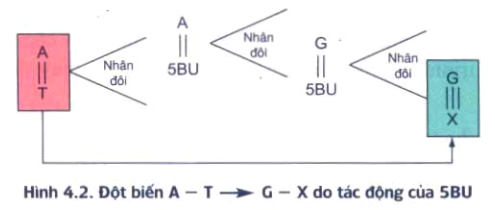 A
T
Nhân
đôi
A
5BU
Nhân
đôi
G
5BU
Nhân
đôi
G
X
Hình 4.2. Đột biến A – T → G – X do tác động của 5BU